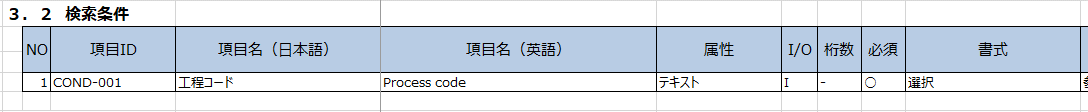 ３．２ 検索条件
NO 項目ID 項目名（日本語） 項目名（英語） 属性 I/O 桁数 必須 書式
1 COND-001 工程コード Process code テキスト I - ○ 選択